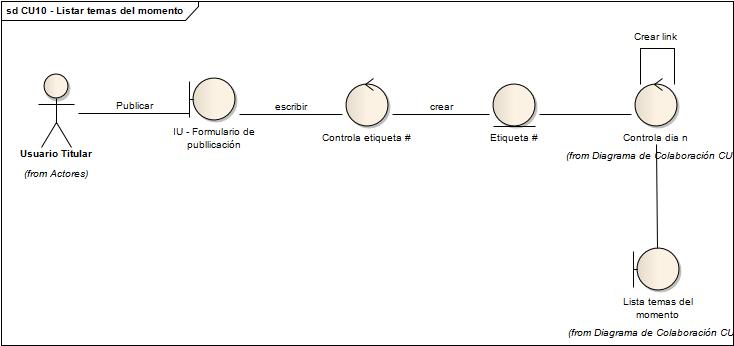 sd CU10 - Listar temas del momento
Crear link
Publicar
escribir
crear
Usuario Titular
(from Actores)
IU - Formulario de
publicación
Controla etiqueta #
Etiqueta #
Controla dia n
(from Diagrama de Colaboración CU
Lista temas del
momento
(from Diagrama de Colaboración CU